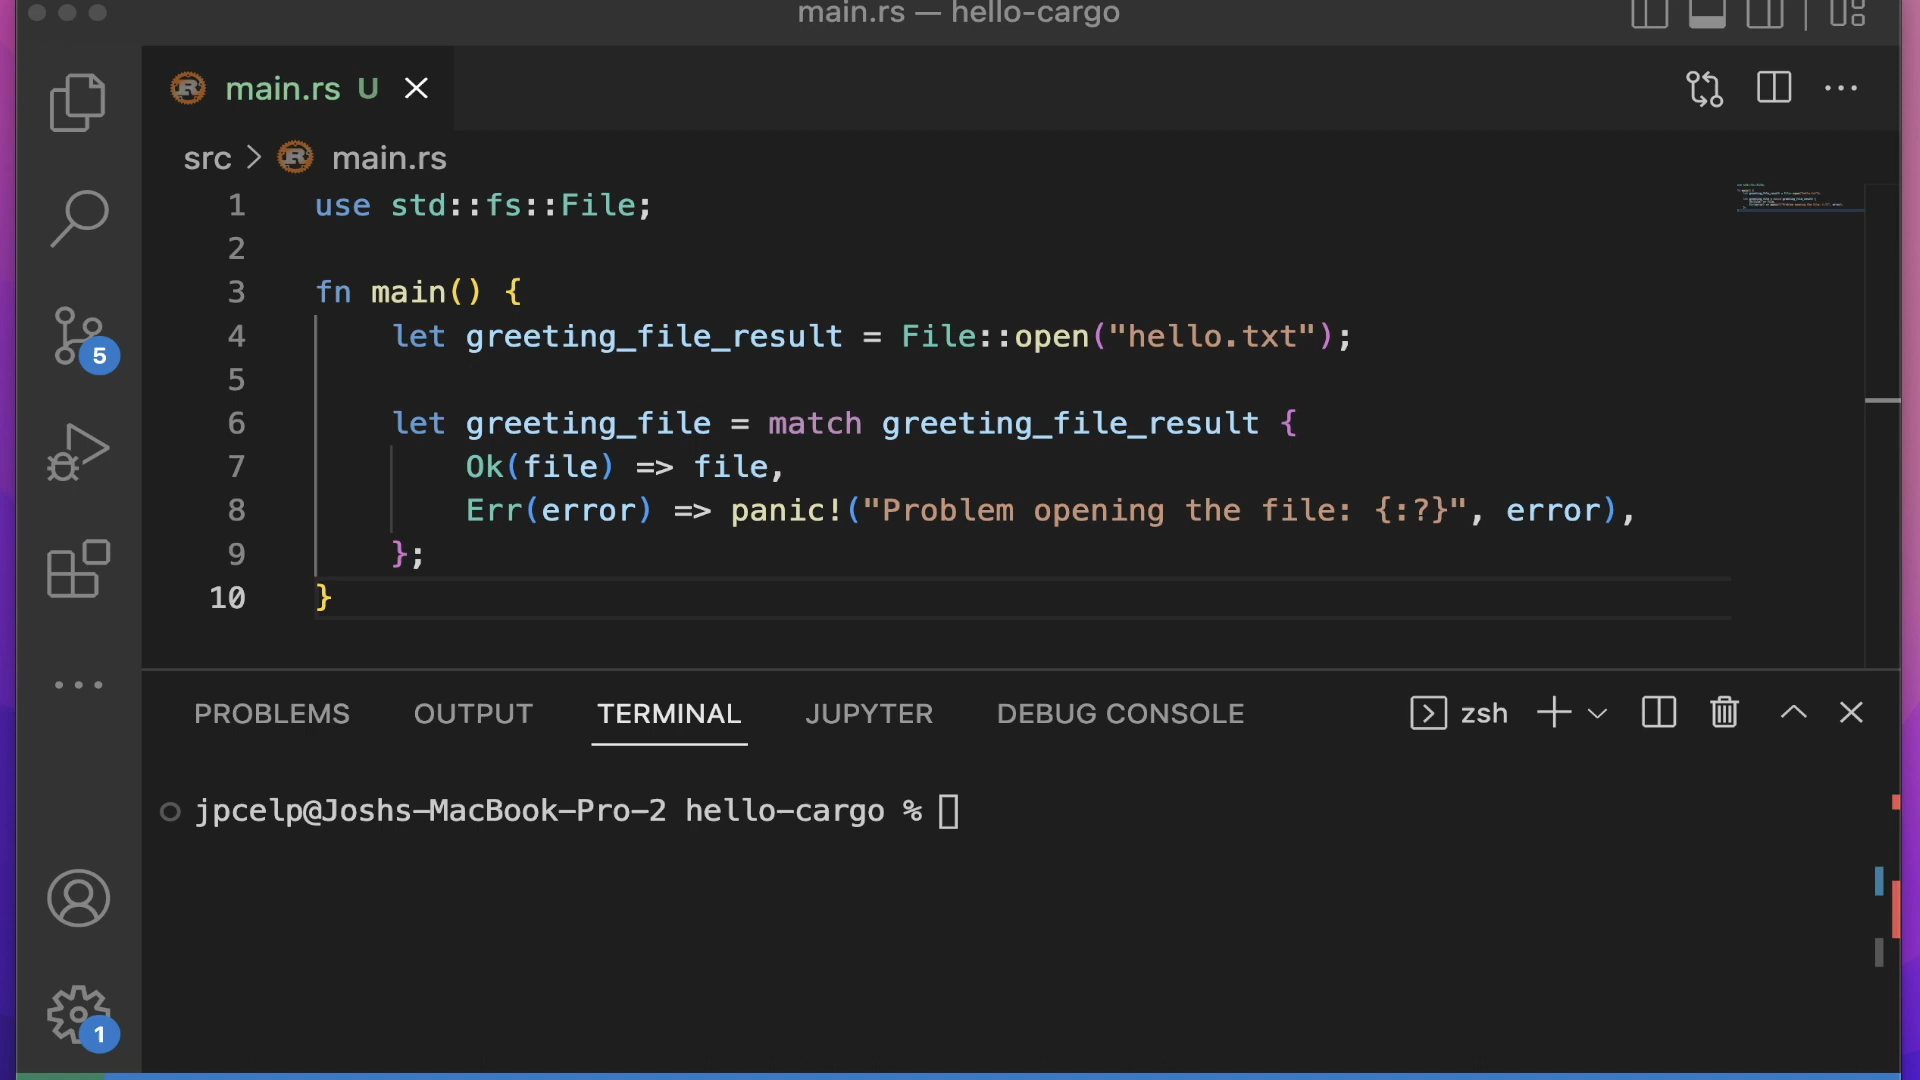 main.rs — hello-cargo
main.rs U
src > main.rs
1 use std::fs::File;
2
3 fn main() {
4 let greeting_file_result = File::open("hello.txt");
5
6 let greeting_file = match greeting_file_result {
7 Ok(file) => file,
8 Err(error) => panic!("Problem opening the file: {:?}", error),
9 };
10 }
5
PROBLEMS OUTPUT TERMINAL JUPYTER DEBUG CONSOLE zsh
jpcelp@Joshs-MacBook-Pro-2 hello-cargo %
1